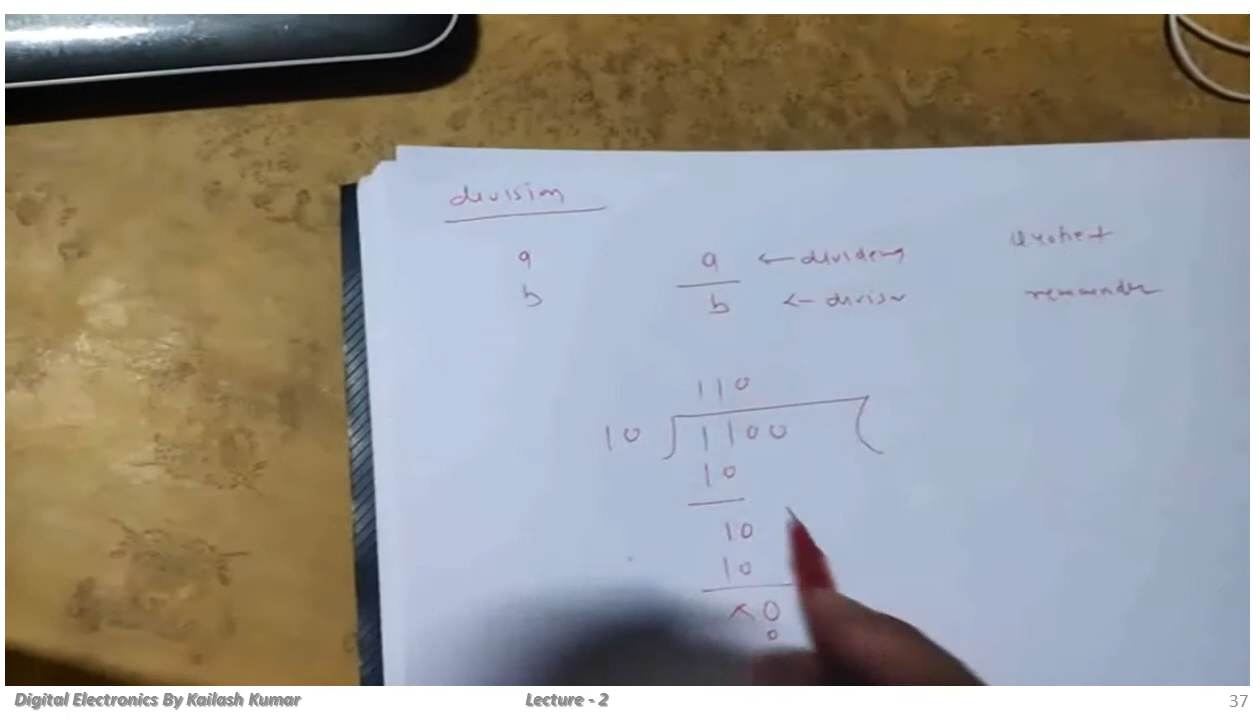 division
a a ← dividend Quotient
b b ← divisor remainder
110
10 1100
10
10
10
× 0
0
Digital Electronics By Kailash Kumar Lecture - 2 37